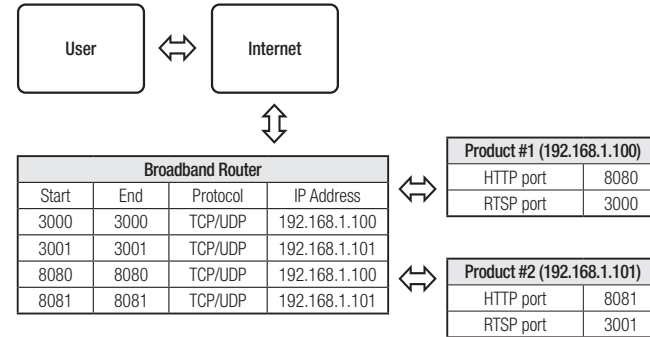 User
Internet
Broadband Router
Start End Protocol IP Address
3000 3000 TCP/UDP 192.168.1.100
3001 3001 TCP/UDP 192.168.1.101
8080 8080 TCP/UDP 192.168.1.100
8081 8081 TCP/UDP 192.168.1.101
Product #1 (192.168.1.100)
HTTP port 8080
RTSP port 3000
Product #2 (192.168.1.101)
HTTP port 8081
RTSP port 3001